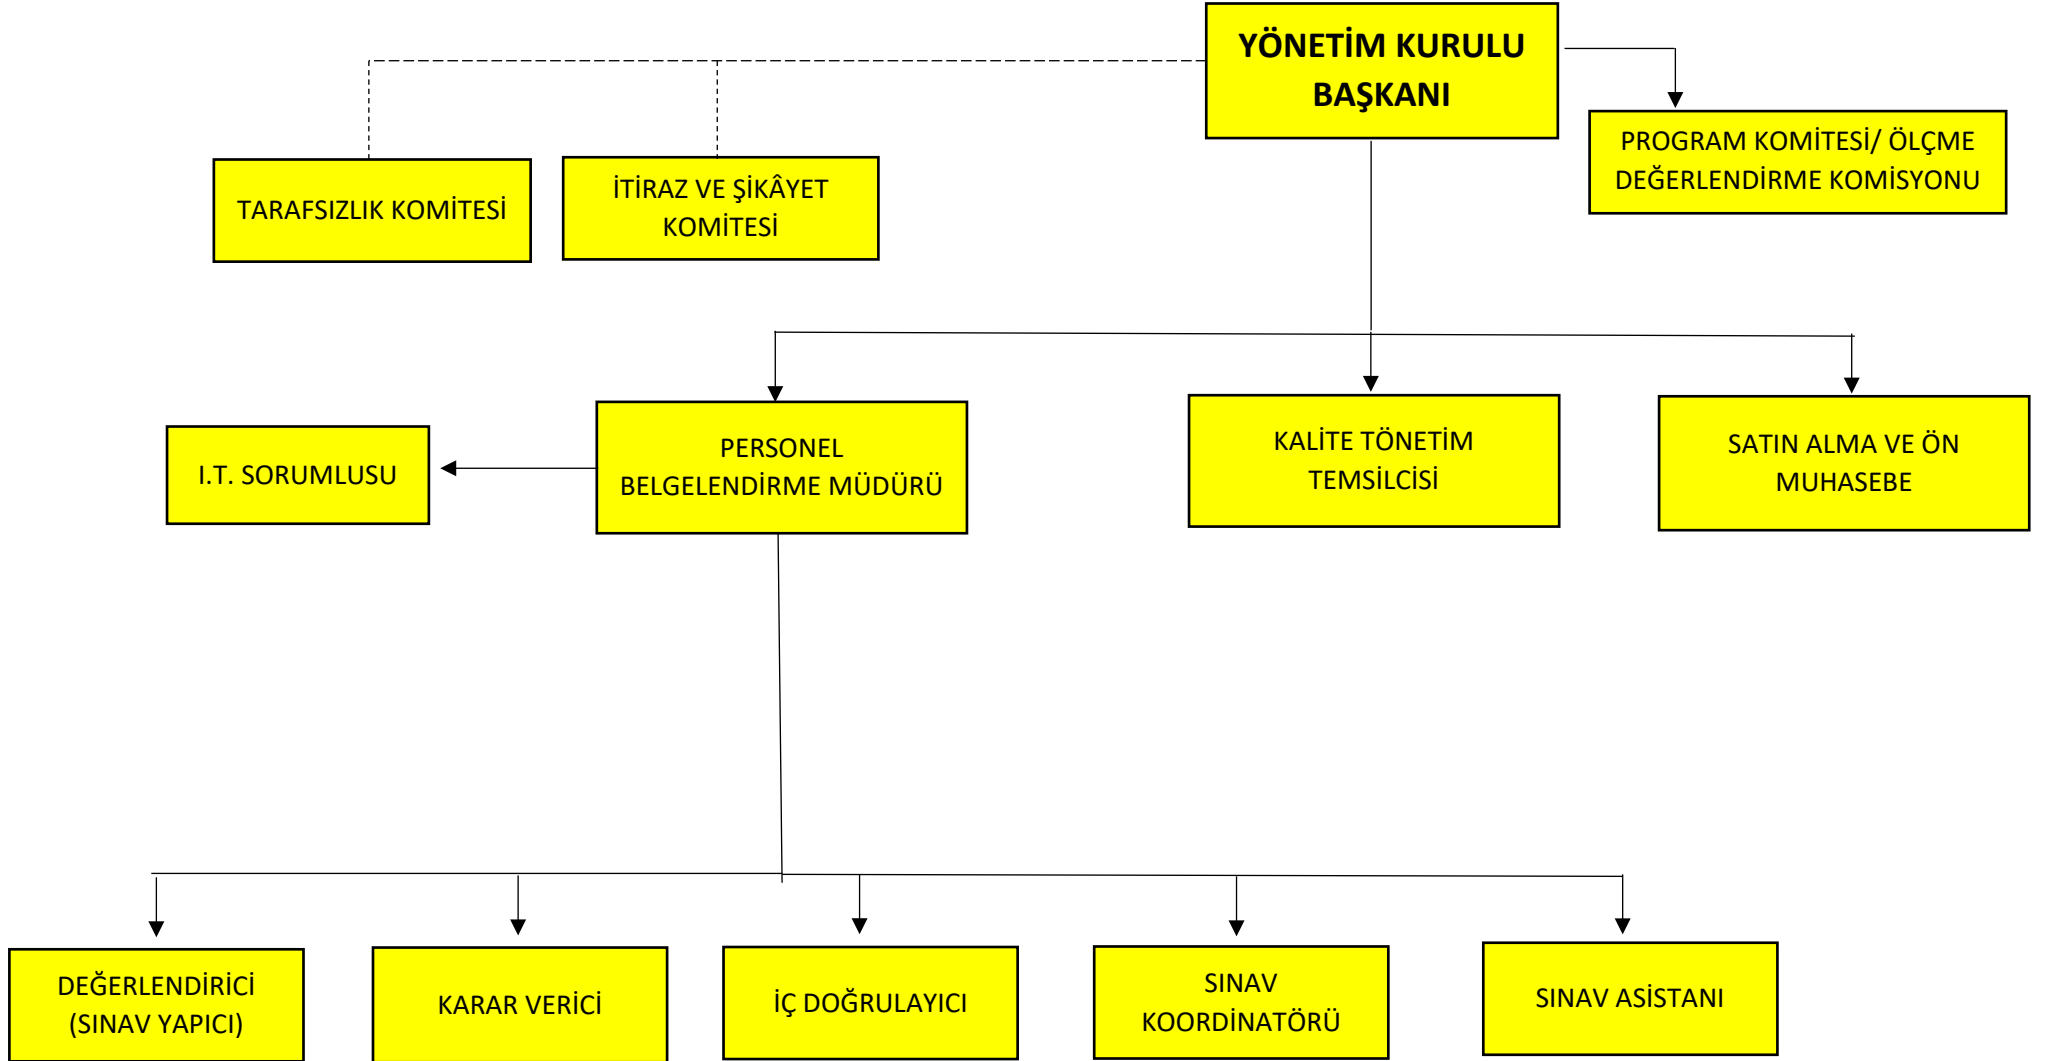 YÖNETİM KURULU
BAŞKANI
PROGRAM KOMİTESİ/ ÖLÇME
DEĞERLENDİRME KOMİSYONU
TARAFSIZLIK KOMİTESİ
İTİRAZ VE ŞİKÂYET
KOMİTESİ
I.T. SORUMLUSU
PERSONEL
BELGELENDİRME MÜDÜRÜ
KALİTE TÖNETİM
TEMSİLCİSİ
SATIN ALMA VE ÖN
MUHASEBE
DEĞERLENDİRİCİ
(SINAV YAPICI)
KARAR VERİCİ
İÇ DOĞRULAYICI
SINAV
KOORDİNATÖRÜ
SINAV ASİSTANI